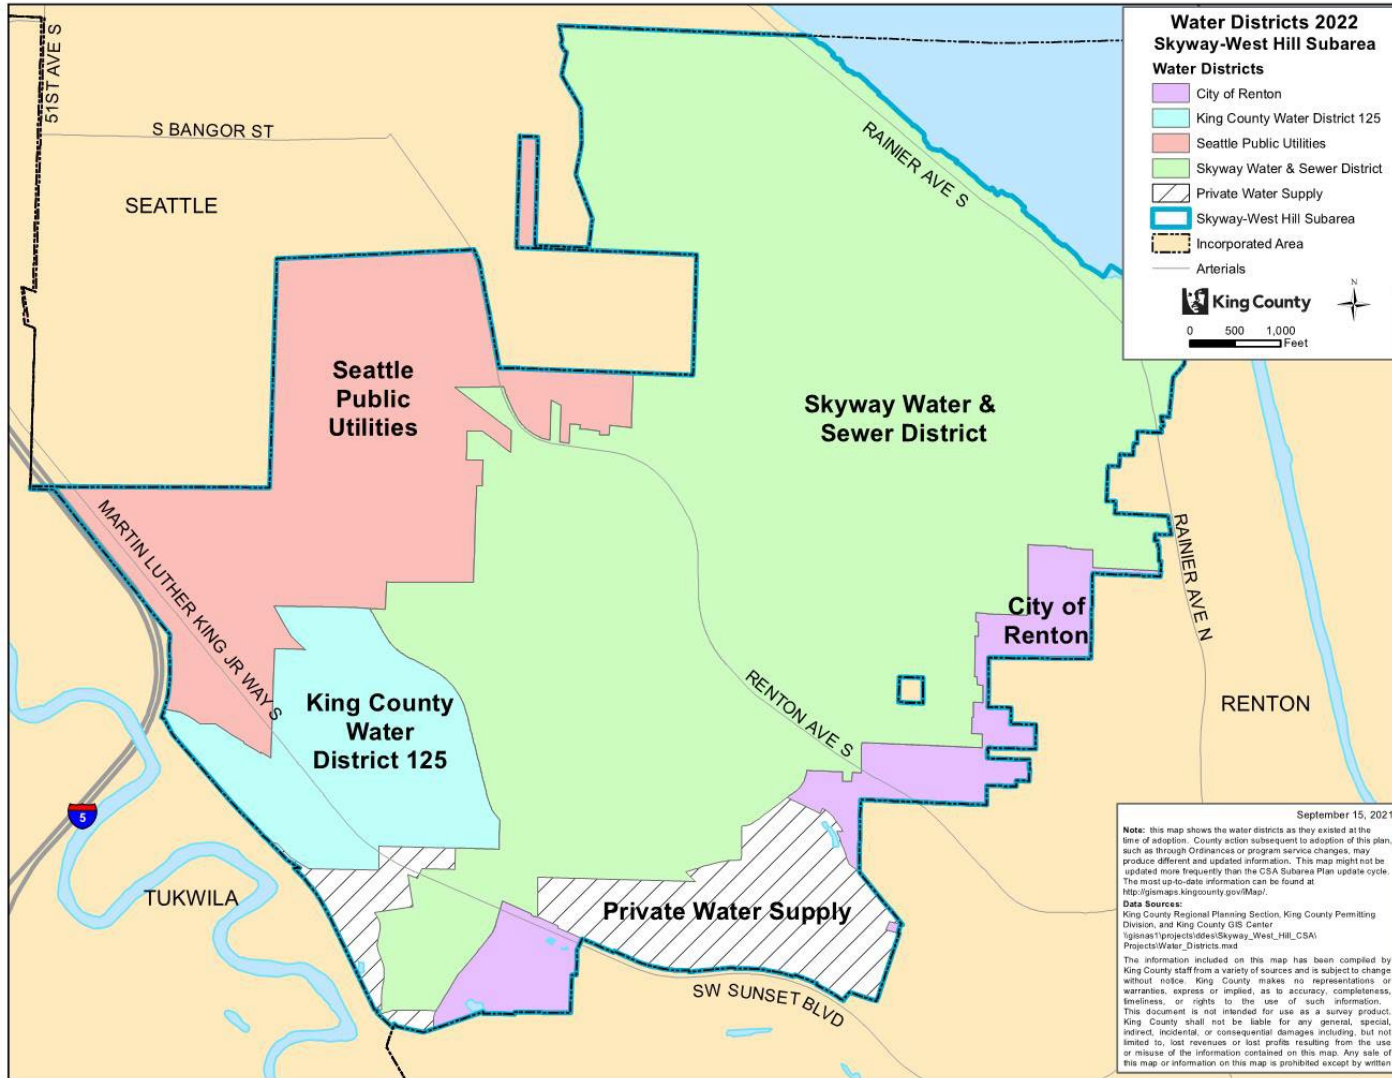 Water Districts 2022
Skyway-West Hill Subarea
Water Districts
City of Renton
King County Water District 125
Seattle Public Utilities
Skyway Water & Sewer District
Private Water Supply
Skyway-West Hill Subarea
Incorporated Area
Arterials
King County
N
0 500 1,000
Feet
51ST AVE S
S BANGOR ST
SEATTLE
RAINIER AVE S
Seattle
Public
Utilities
Skyway Water &
Sewer District
MARTIN LUTHER KING JR WAY S
RAINIER AVE N
City of
Renton
King County
Water
District 125
RENTON AVE S
RENTON
5
TUKWILA
Private Water Supply
SW SUNSET BLVD
September 15, 2021
Note: this map shows the water districts as they existed at the
time of adoption. County action subsequent to adoption of this plan,
such as through Ordinances or program service changes, may
produce different and updated information. This map might not be
updated more frequently than the CSA Subarea Plan update cycle.
The most up-to-date information can be found at
http://gismaps.kingcounty.gov/iMap/.
Data Sources:
King County Regional Planning Section, King County Permitting
Division, and King County GIS Center
\\gisnas1\projects\ddes\Skyway_West_Hill_CSA\
Projects\Water_Districts.mxd
The information included on this map has been compiled by
King County staff from a variety of sources and is subject to change
without notice. King County makes no representations or
warranties, express or implied, as to accuracy, completeness,
timeliness, or rights to the use of such information.
This document is not intended for use as a survey product.
King County shall not be liable for any general, special,
indirect, incidental, or consequential damages including, but not
limited to, lost revenues or lost profits resulting from the use
or misuse of the information contained on this map. Any sale of
this map or information on this map is prohibited except by written